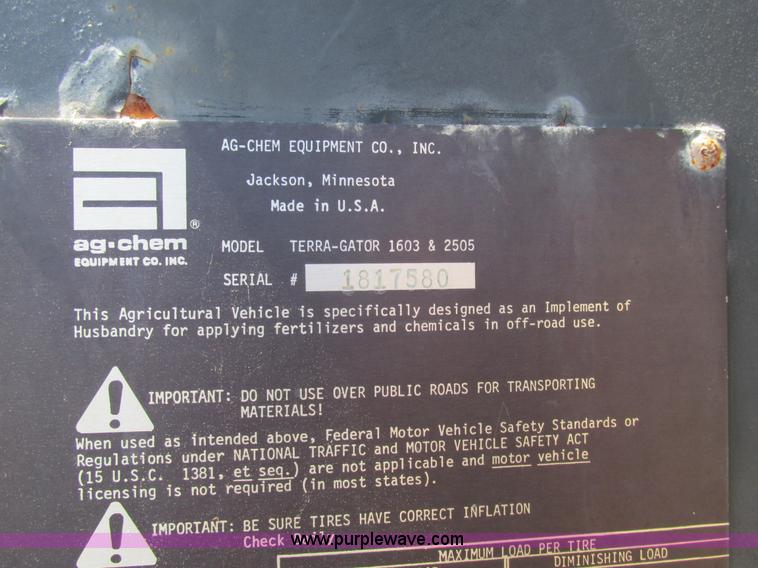 AG-CHEM EQUIPMENT CO., INC.
Jackson, Minnesota
Made in U.S.A.
ag•chem ®
EQUIPMENT CO. INC.
MODEL TERRA-GATOR 1603 & 2505
SERIAL # 1817580
This Agricultural Vehicle is specifically designed as an Implement of
Husbandry for applying fertilizers and chemicals in off-road use.
IMPORTANT: DO NOT USE OVER PUBLIC ROADS FOR TRANSPORTING
MATERIALS!
When used as intended above, Federal Motor Vehicle Safety Standards or
Regulations under NATIONAL TRAFFIC and MOTOR VEHICLE SAFETY ACT
(15 U.S.C. 1381, et seq.) are not applicable and motor vehicle
licensing is not required (in most states).
IMPORTANT: BE SURE TIRES HAVE CORRECT INFLATION
Check
www.purplewave.com
MAXIMUM LOAD PER TIRE
DIMINISHING LOAD